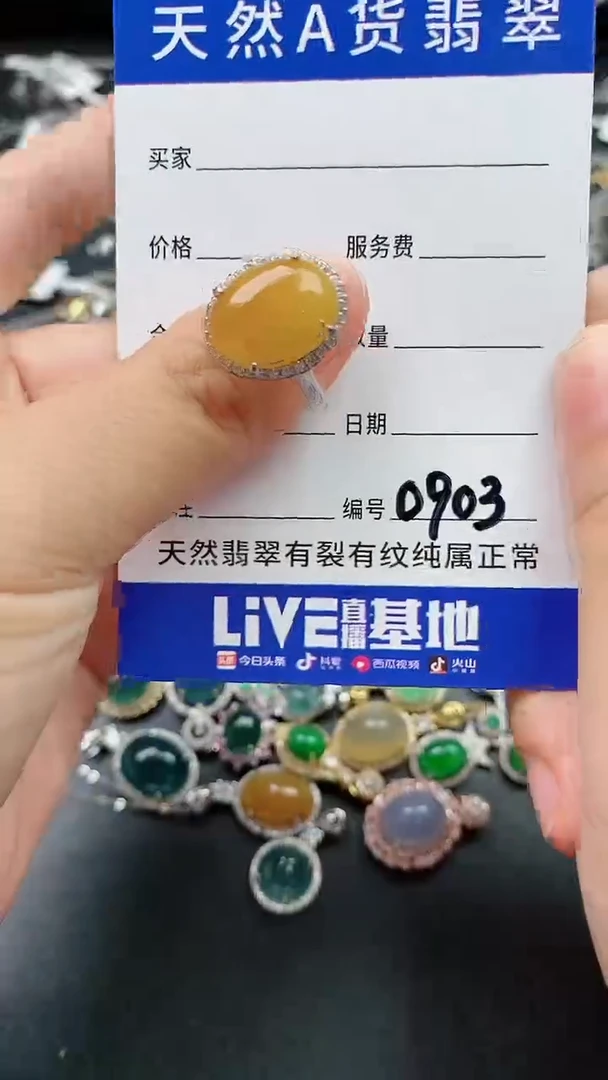 天然A货翡翠
买家
价格 服务费
量
日期
编号 0903
天然翡翠有裂有纹纯属正常
LiVE直播基地
头条 今日头条 抖音 西瓜视频 火山